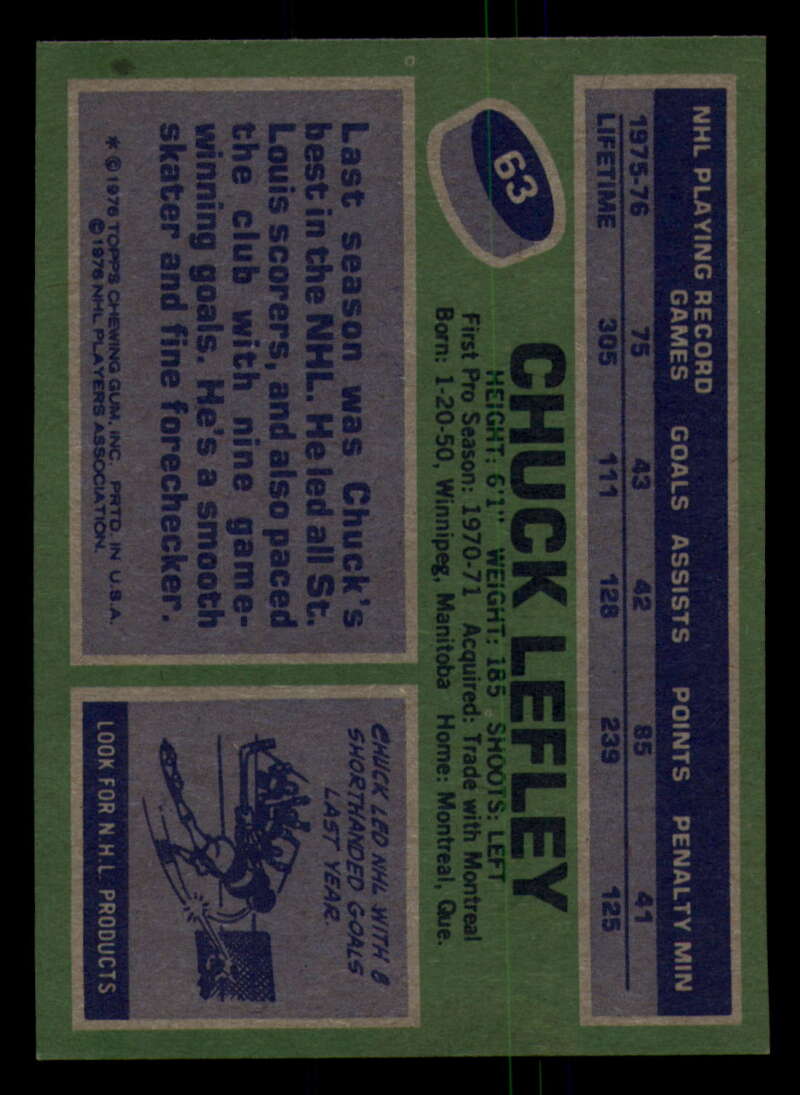 NHL PLAYING RECORD
GAMES GOALS ASSISTS POINTS PENALTY MIN
1975-76 75 43 42 85 41
LIFETIME 305 111 128 239 125
63
CHUCK LEFLEY
HEIGHT: 6'1" WEIGHT: 185 SHOOTS: LEFT
First Pro Season: 1970-71 Acquired: Trade with Montreal
Born: 1-20-50, Winnipeg, Manitoba Home: Montreal, Que.
Last season was Chuck's
best in the NHL. He led all St.
Louis scorers, and also paced
the club with nine game-
winning goals. He's a smooth
skater and fine forechecker.
* © 1976 TOPPS CHEWING GUM, INC. PRTD. IN U.S.A.
© 1976 NHL PLAYERS ASSOCIATION.
CHUCK LED NHL WITH 8
SHORTHANDED GOALS
LAST YEAR.
LOOK FOR N.H.L. PRODUCTS